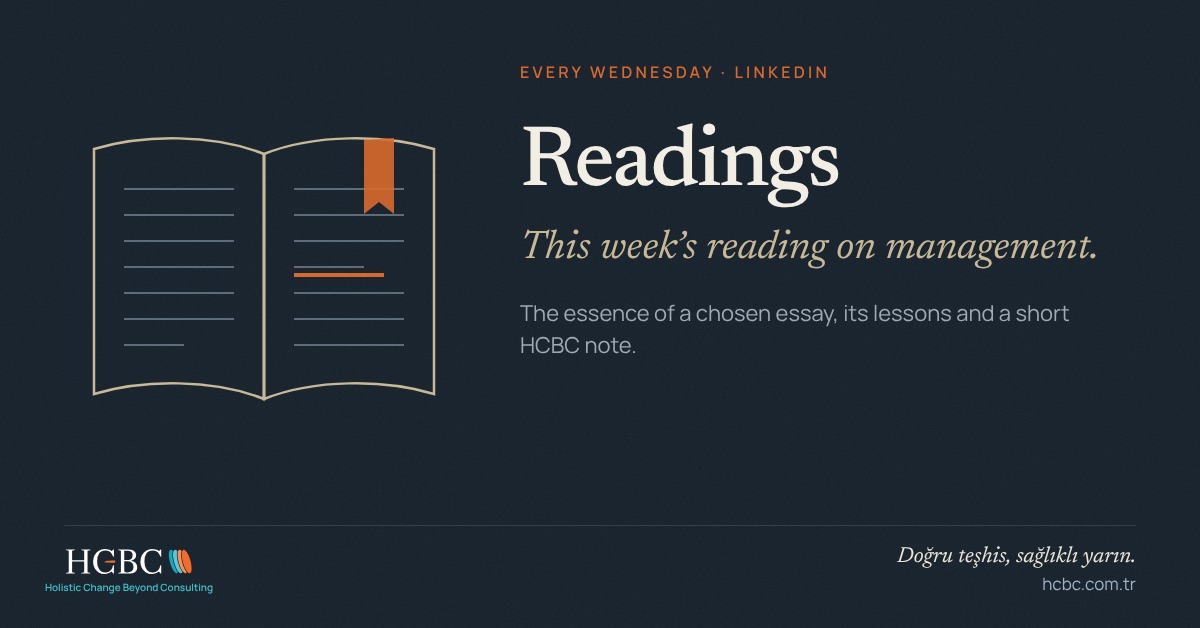 EVERY WEDNESDAY · LINKEDIN
Readings
This week’s reading on management.
The essence of a chosen essay, its lessons and a short
HCBC note.
HCBC
Holistic Change Beyond Consulting
Doğru teşhis, sağlıklı yarın.
hcbc.com.tr